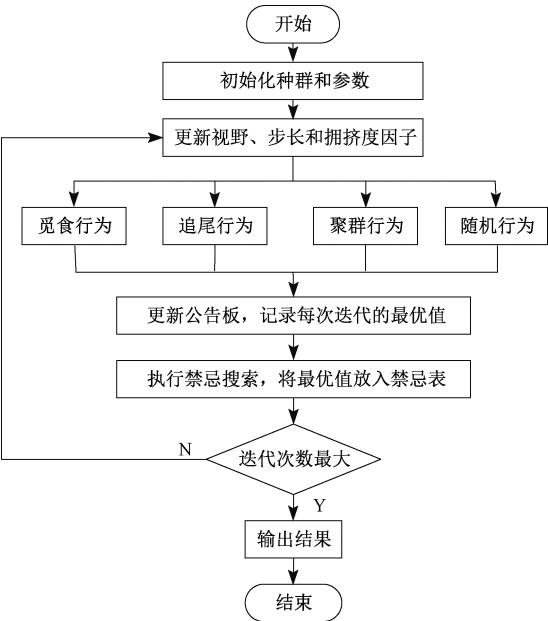 开始
初始化种群和参数
更新视野、步长和拥挤度因子
觅食行为
追尾行为
聚群行为
随机行为
更新公告板，记录每次迭代的最优值
执行禁忌搜索，将最优值放入禁忌表
N
迭代次数最大
Y
输出结果
结束